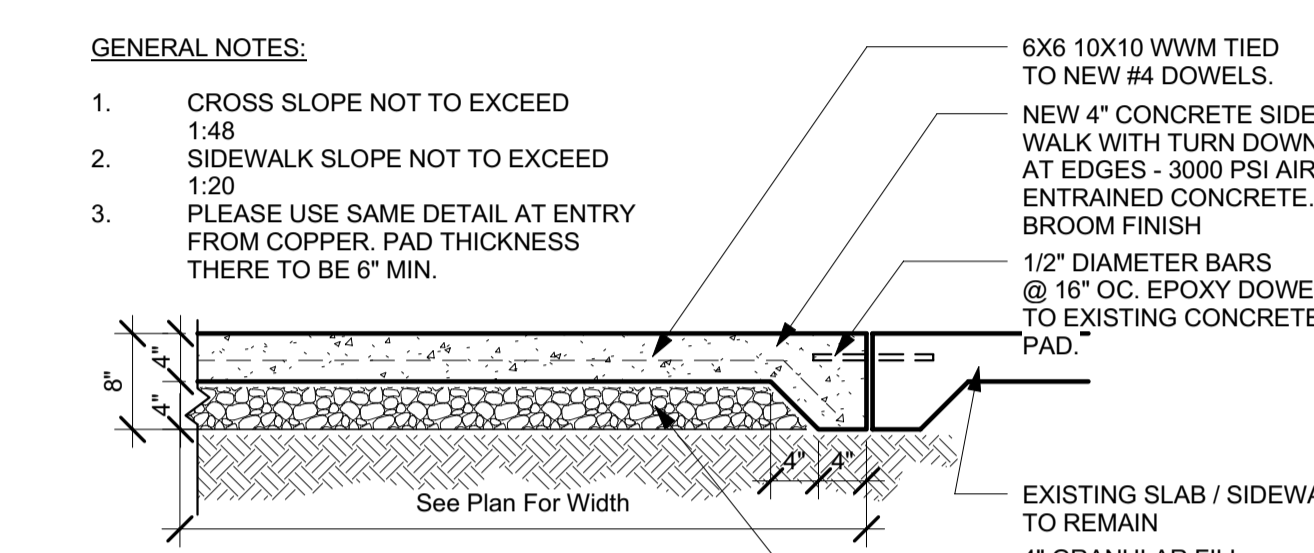 GENERAL NOTES:
1. CROSS SLOPE NOT TO EXCEED
1:48
2. SIDEWALK SLOPE NOT TO EXCEED
1:20
3. PLEASE USE SAME DETAIL AT ENTRY
FROM COPPER. PAD THICKNESS
THERE TO BE 6" MIN.
6X6 10X10 WWM TIED
TO NEW #4 DOWELS.
NEW 4" CONCRETE SIDE
WALK WITH TURN DOWN
AT EDGES - 3000 PSI AIR
ENTRAINED CONCRETE.
BROOM FINISH
1/2" DIAMETER BARS
@ 16" OC. EPOXY DOWE
TO EXISTING CONCRETE
PAD.
8"
4"
4"
4"
4"
See Plan For Width
EXISTING SLAB / SIDEWA
TO REMAIN
4" GRANULAR FILL